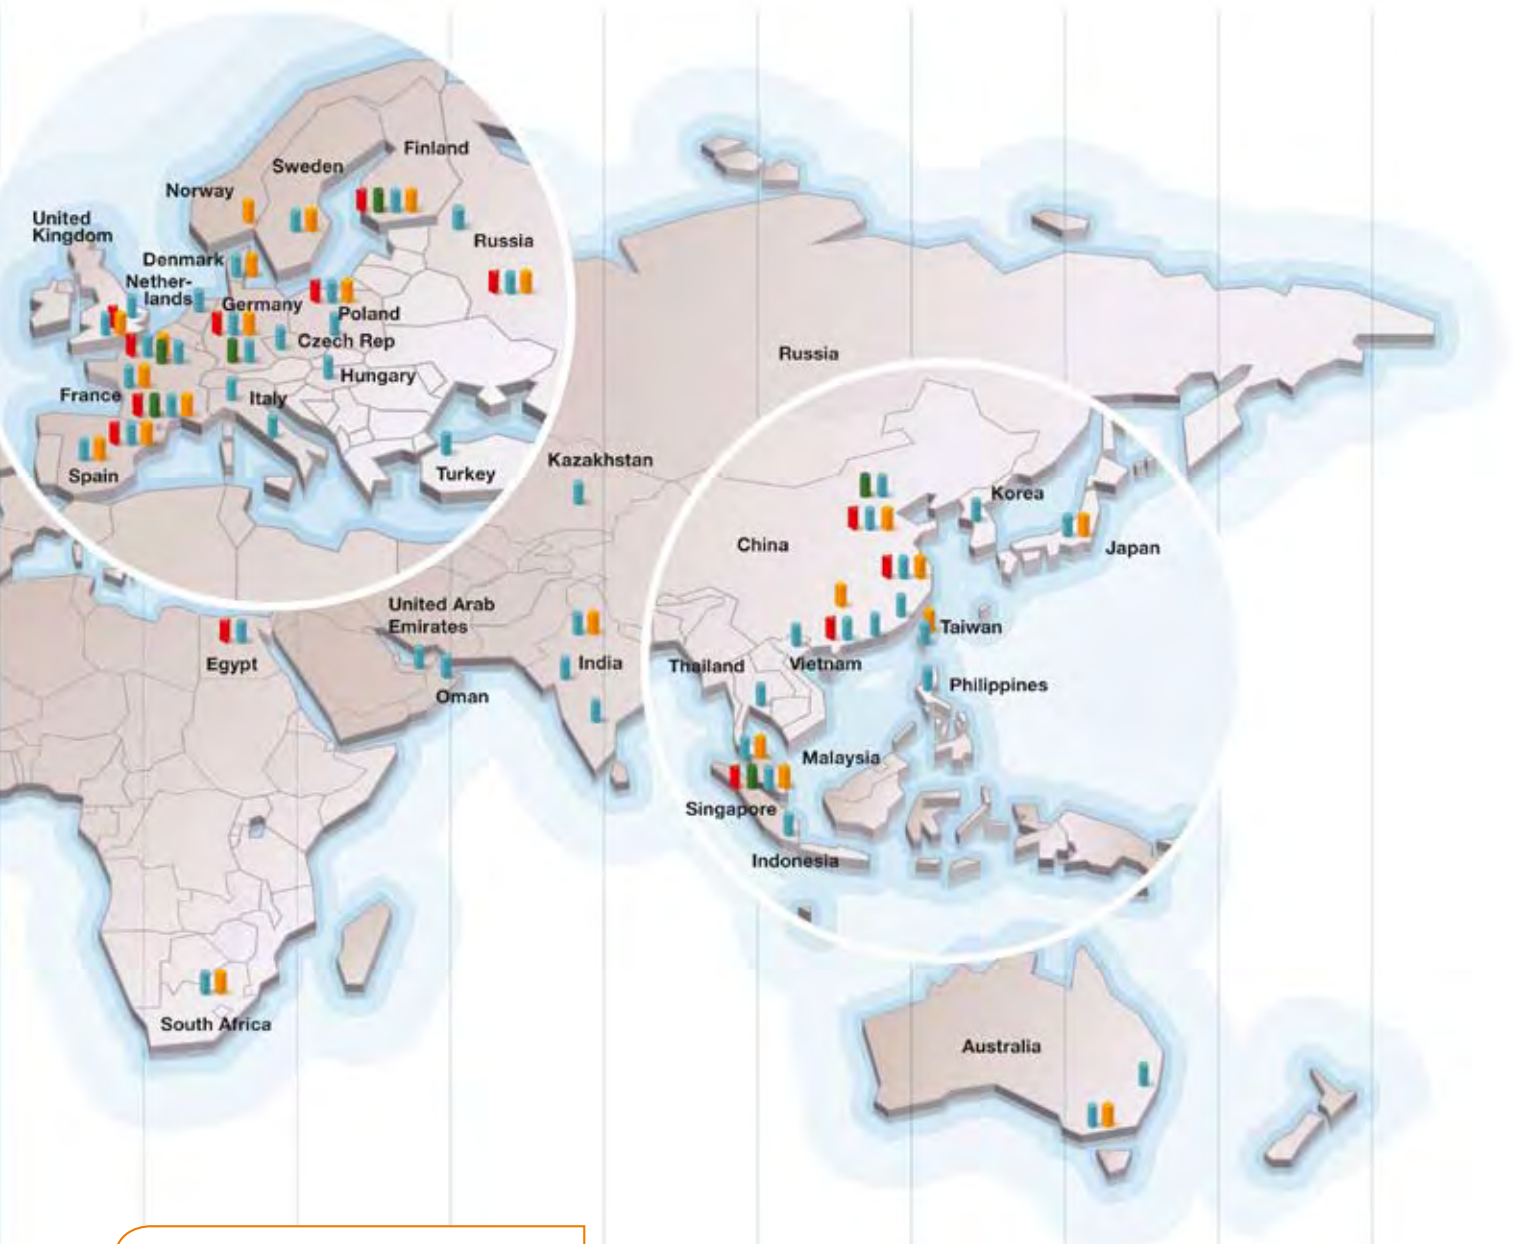 Finland
Sweden
Norway
United
Kingdom
Russia
Denmark
Nether-
lands
Germany
Poland
Czech Rep
Hungary
France
Italy
Spain
Turkey
Russia
Kazakhstan
Korea
China
Japan
United Arab
Emirates
Taiwan
Egypt
India
Thailand
Vietnam
Oman
Philippines
Malaysia
Singapore
Indonesia
South Africa
Australia